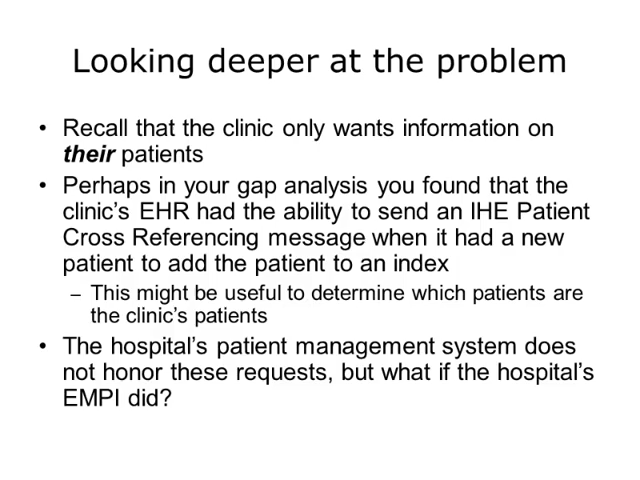 Looking deeper at the problem
• Recall that the clinic only wants information on
their patients
• Perhaps in your gap analysis you found that the
clinic's EHR had the ability to send an IHE Patient
Cross Referencing message when it had a new
patient to add the patient to an index
– This might be useful to determine which patients are
the clinic's patients
• The hospital's patient management system does
not honor these requests, but what if the hospital's
EMPI did?